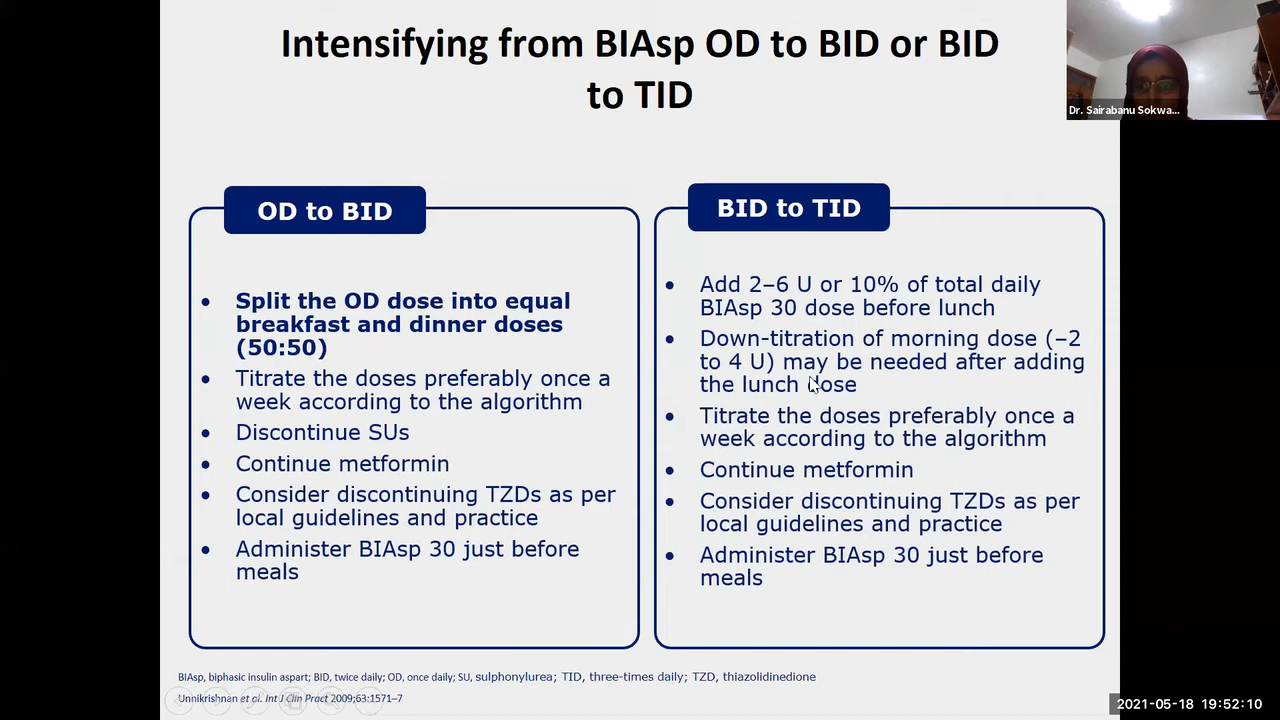 Intensifying from BIAsp OD to BID or BID
to TID
Dr. Sairabanu Sokwa...
OD to BID
• Split the OD dose into equal
breakfast and dinner doses
(50:50)
• Titrate the doses preferably once a
week according to the algorithm
• Discontinue SUs
• Continue metformin
• Consider discontinuing TZDs as per
local guidelines and practice
• Administer BIAsp 30 just before
meals
BID to TID
• Add 2–6 U or 10% of total daily
BIAsp 30 dose before lunch
• Down-titration of morning dose (–2
to 4 U) may be needed after adding
the lunch dose
• Titrate the doses preferably once a
week according to the algorithm
• Continue metformin
• Consider discontinuing TZDs as per
local guidelines and practice
• Administer BIAsp 30 just before
meals
BIAsp, biphasic insulin aspart; BID, twice daily; OD, once daily; SU, sulphonylurea; TID, three-times daily; TZD, thiazolidinedione
Unnikrishnan et al. Int J Clin Pract 2009;63:1571–7
2021-05-18 19:52:10